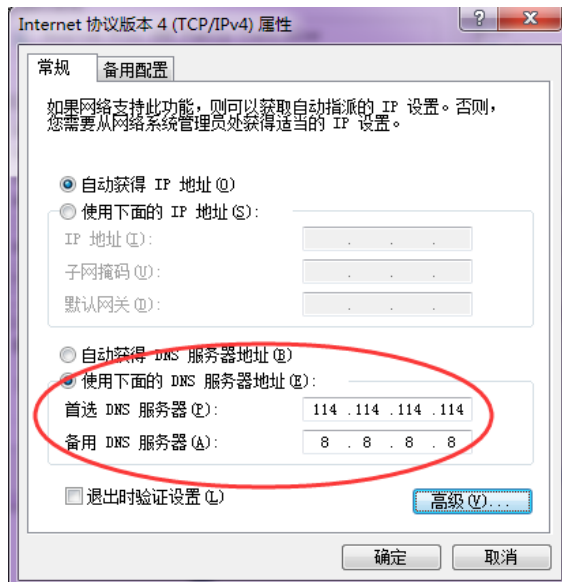 Internet 协议版本 4 (TCP/IPv4) 属性
常规 备用配置
如果网络支持此功能，则可以获取自动指派的 IP 设置。否则，
您需要从网络系统管理员处获得适当的 IP 设置。
自动获得 IP 地址(O)
使用下面的 IP 地址(S):
IP 地址(I):
子网掩码(U):
默认网关(D):
自动获得 DNS 服务器地址(B)
使用下面的 DNS 服务器地址(E):
首选 DNS 服务器(P): 114 .114 .114 .114
备用 DNS 服务器(A): 8 . 8 . 8 . 8
退出时验证设置(L)
高级(V)...
确定 取消